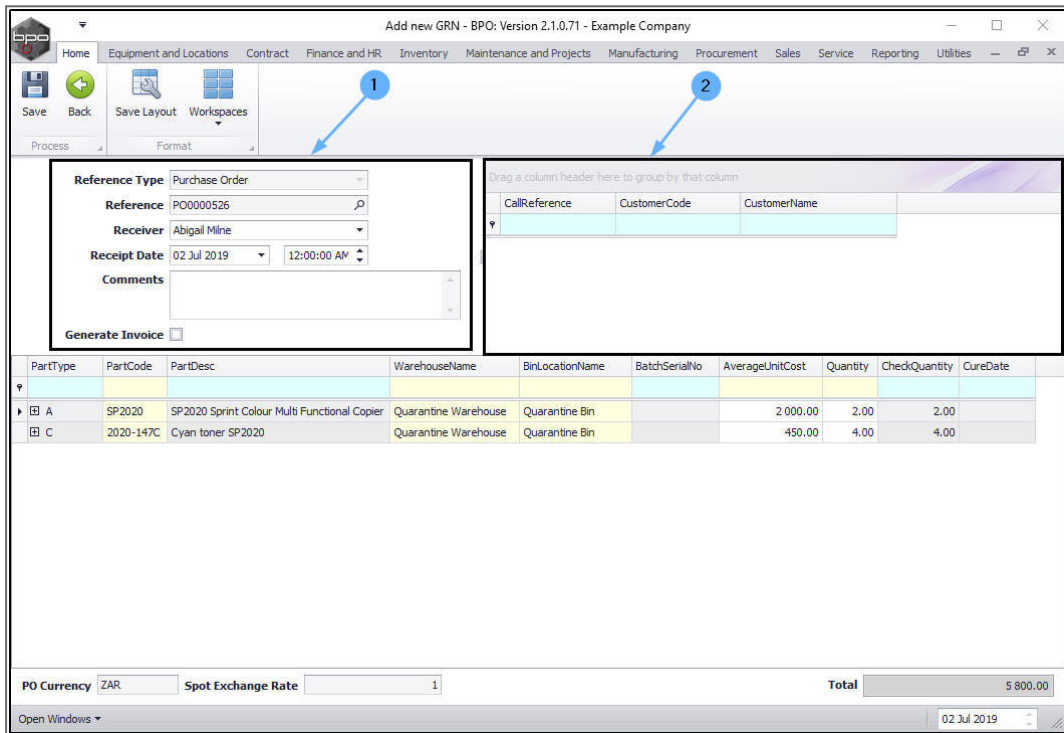 Add new GRN - BPO: Version 2.1.0.71 - Example Company
bpo
Home Equipment and Locations Contract Finance and HR Inventory Maintenance and Projects Manufacturing Procurement Sales Service Reporting Utilities
Save Back Save Layout Workspaces
Process Format
1
2
Reference Type Purchase Order
Reference PO0000526
Receiver Abigail Milne
Receipt Date 02 Jul 2019 12:00:00 AM
Comments
Generate Invoice
Drag a column header here to group by that column
CallReference CustomerCode CustomerName
PartType PartCode PartDesc WarehouseName BinLocationName BatchSerialNo AverageUnitCost Quantity CheckQuantity CureDate
A SP2020 SP2020 Sprint Colour Multi Functional Copier Quarantine Warehouse Quarantine Bin 2 000.00 2.00 2.00
C 2020-147C Cyan toner SP2020 Quarantine Warehouse Quarantine Bin 450.00 4.00 4.00
PO Currency ZAR Spot Exchange Rate 1 Total 5 800.00
Open Windows 02 Jul 2019